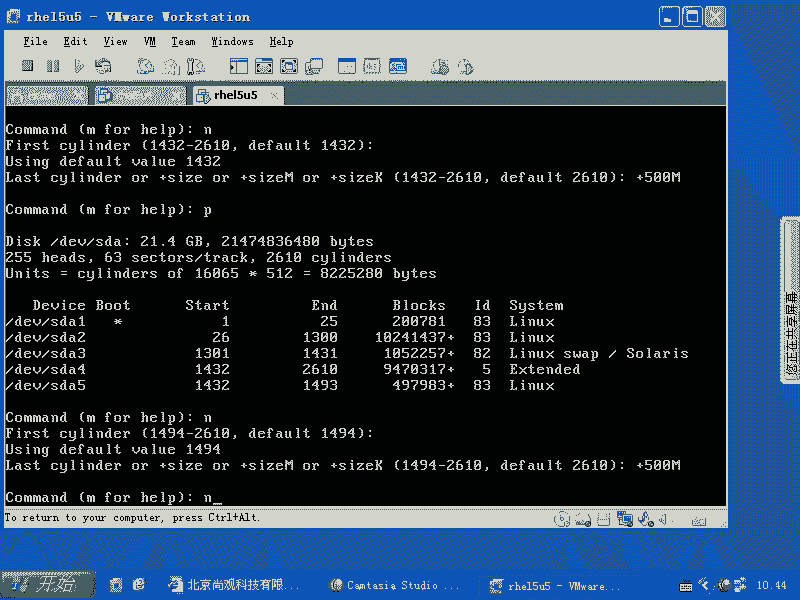 rhel5u5 - VMware Workstation
File Edit View VM Team Windows Help
rhel5u5
Command (m for help): n
First cylinder (1432-2610, default 1432):
Using default value 1432
Last cylinder or +size or +sizeM or +sizeK (1432-2610, default 2610): +500M
Command (m for help): p
Disk /dev/sda: 21.4 GB, 21474836480 bytes
255 heads, 63 sectors/track, 2610 cylinders
Units = cylinders of 16065 * 512 = 8225280 bytes
Device Boot Start End Blocks Id System
/dev/sda1 * 1 25 200781 83 Linux
/dev/sda2 26 1300 10241437+ 83 Linux
/dev/sda3 1301 1431 1052257+ 82 Linux swap / Solaris
/dev/sda4 1432 2610 9470317+ 5 Extended
/dev/sda5 1432 1493 497983+ 83 Linux
Command (m for help): n
First cylinder (1494-2610, default 1494):
Using default value 1494
Last cylinder or +size or +sizeM or +sizeK (1494-2610, default 2610): +500M
Command (m for help): n_
To return to your computer, press Ctrl+Alt.
您正在共享屏幕
开始
北京尚观科技有限...
Camtasia Studio ...
rhel5u5 - VMware...
10:44